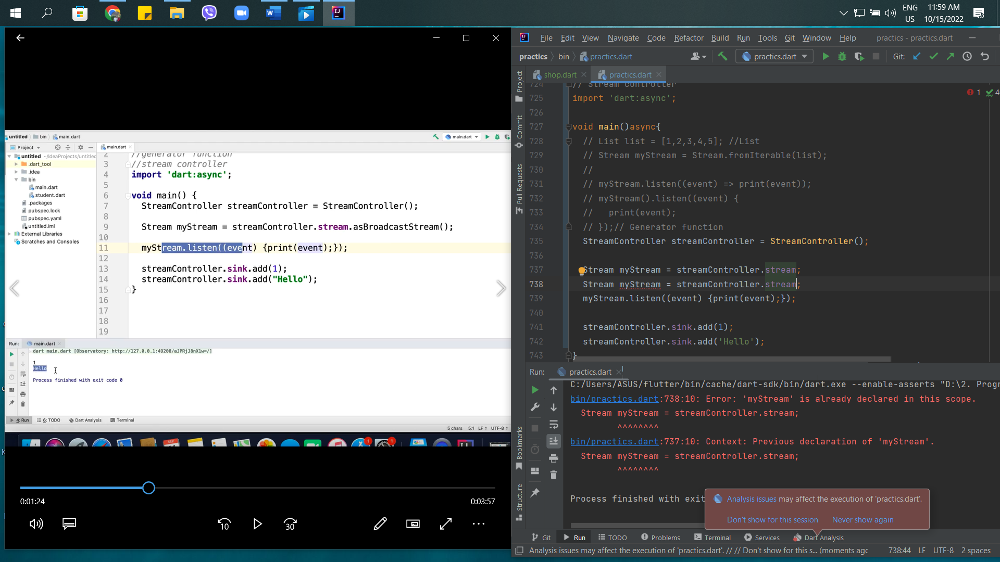 ENG
US
11:59 AM
10/15/2022
untitled bin main.dart
main.dart
Project
main.dart
untitled ~/IdeaProjects/untitled
.dart_tool
.idea
bin
main.dart
student.dart
.packages
pubspec.lock
pubspec.yaml
untitled.iml
External Libraries
Scratches and Consoles
2 //generator function
3 //stream controller
4 import 'dart:async';
5
6 void main() {
7 StreamController streamController = StreamController();
8
9 Stream myStream = streamController.stream.asBroadcastStream();
10
11 myStream.listen((event) {print(event);});
12
13 streamController.sink.add(1);
14 streamController.sink.add("Hello");
15 }
16
17
18
19
Run: main.dart
dart main.dart [Observatory: http://127.0.0.1:49208/aJPRjJ8nX1w=/]
1
Hello
Process finished with exit code 0
4: Run 6: TODO Dart Analysis Terminal
5 chars 5:1 LF UTF-8
0:01:24
0:03:57
10
30
File Edit View Navigate Code Refactor Build Run Tools Git Window Help practics - practics.dart
practics bin practics.dart
practics.dart
Git:
shop.dart practics.dart
Project
Commit
Pull Requests
Bookmarks
Structure
724 // Stream controller
725 import 'dart:async';
726
727 void main()async{
728 // List list = [1,2,3,4,5]; //List
729 // Stream myStream = Stream.fromIterable(list);
730 //
731 // myStream.listen((event) => print(event));
732 // myStream().listen((event) {
733 // print(event);
734 // });// Generator function
735 StreamController streamController = StreamController();
736
737 Stream myStream = streamController.stream;
738 Stream myStream = streamController.stream;
739 myStream.listen((event) {print(event);});
740
741 streamController.sink.add(1);
742 streamController.sink.add('Hello');
743 }
1
Run: practics.dart
C:/Users/ASUS/flutter/bin/cache/dart-sdk/bin/dart.exe --enable-asserts "D:\2. Progr
bin/practics.dart:738:10: Error: 'myStream' is already declared in this scope.
Stream myStream = streamController.stream;
^^^^^^^^
bin/practics.dart:737:10: Context: Previous declaration of 'myStream'.
Stream myStream = streamController.stream;
^^^^^^^^
Process finished with exit
Analysis issues may affect the execution of 'practics.dart'.
Don't show for this session Never show again
Git Run TODO Problems Terminal Services Dart Analysis
Analysis issues may affect the execution of 'practics.dart'. // // Don't show for this s... (moments ago 738:44 LF UTF-8 2 spaces